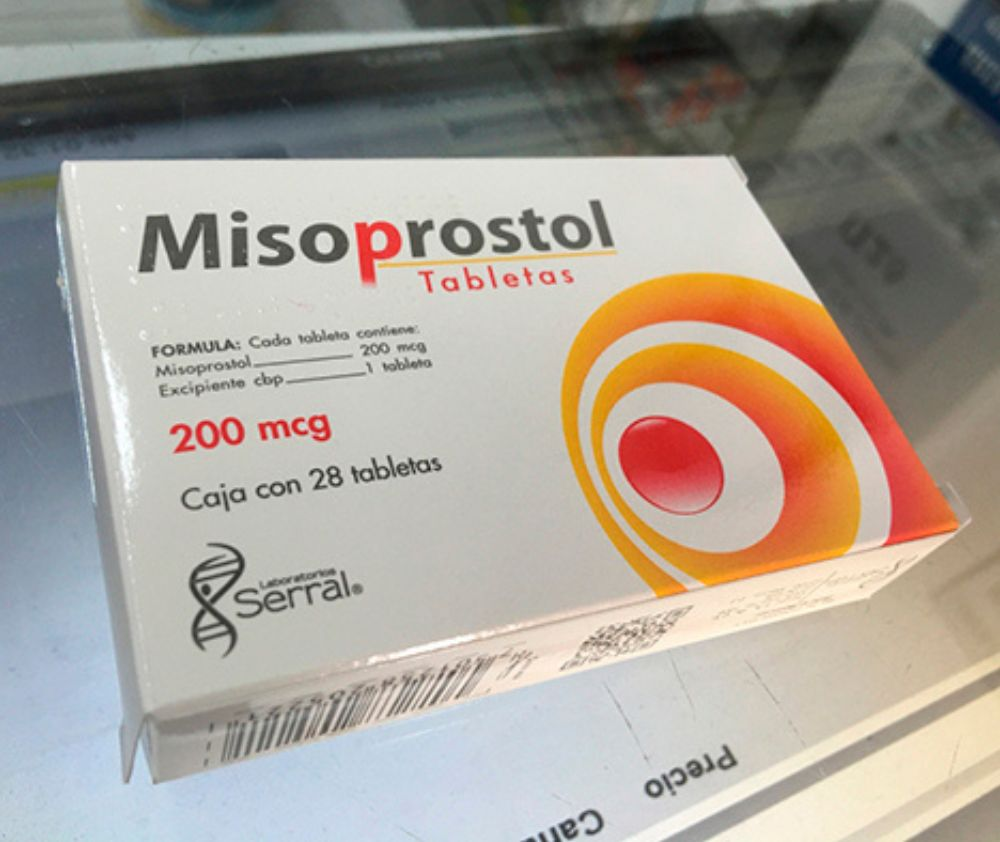 Misoprostol
Tabletas
FORMULA: Cada tableta contiene:
Misoprostol 200 mcg
Excipiente cbp 1 tableta
200 mcg
Caja con 28 tabletas
Laboratorios
Serral®
Serral
Precio